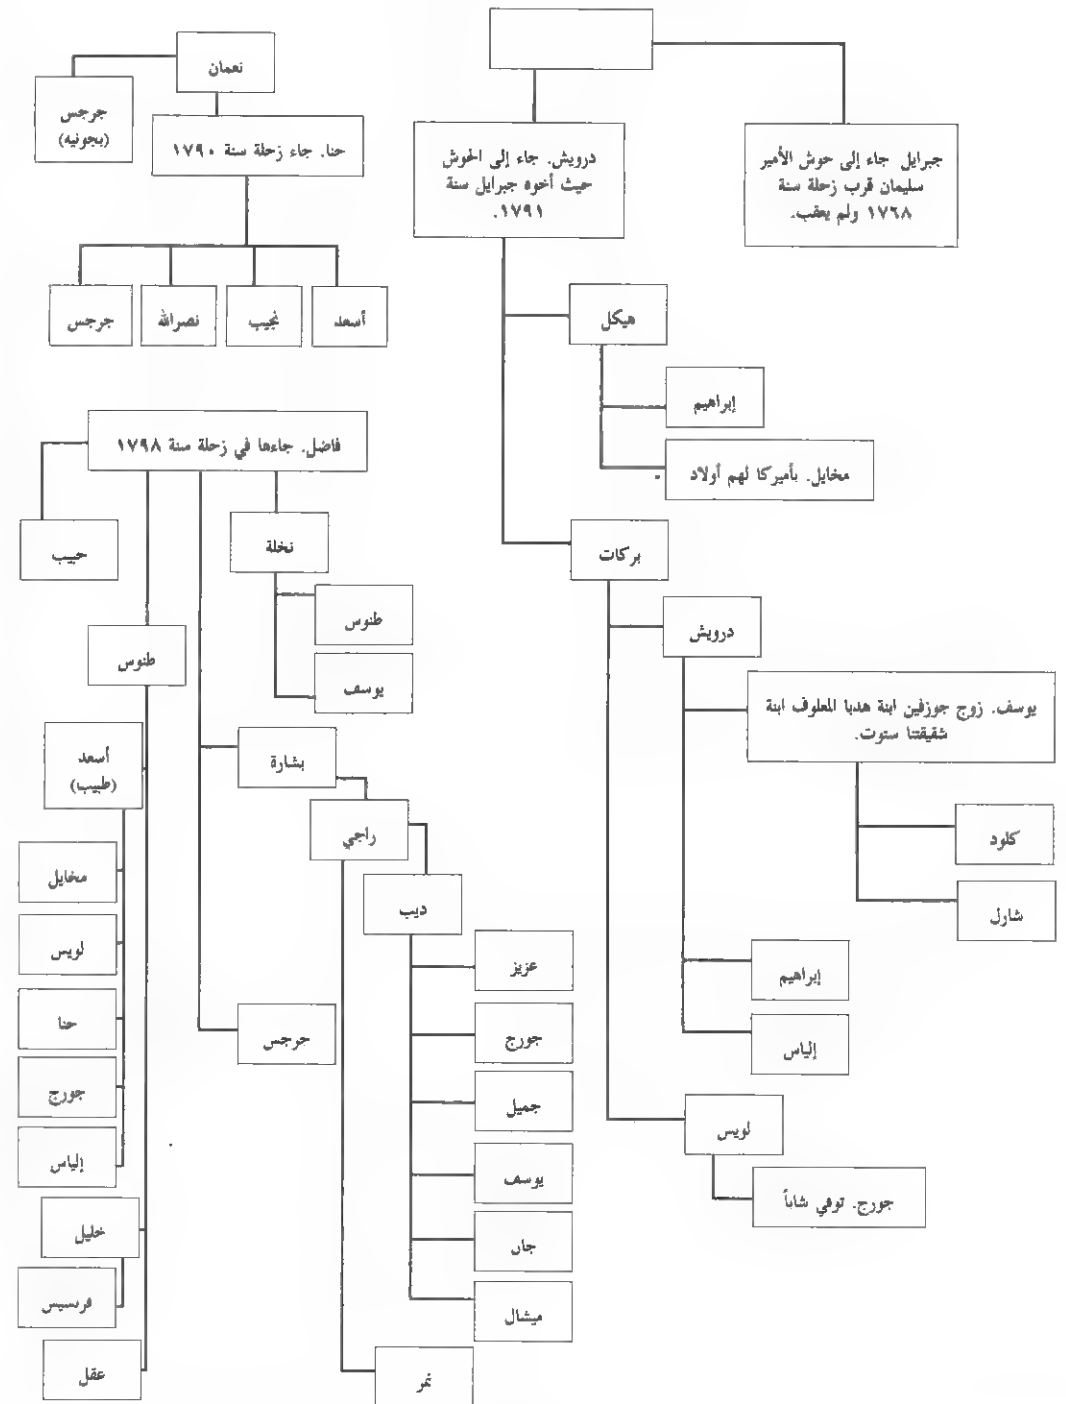 جبرايل جاء إلى حوش الأمير
سليمان قرب زحلة سنة
١٧٦٨ ولم يعقب.
درويش. جاء إلى الحوش
حيث أخوه جبرايل سنة
١٧٩١.
هيكل
إبراهيم
مخايل. بأميركا لهم أولاد
بركات
درويش
يوسف. زوج جوزفين ابنة هدبا المعلوف ابنة
شقيقتنا ستوت.
كلود
شارل
إبراهيم
إلياس
لويس
جورج. توفي شاباً
نعمان
جرجس
(بجونيه)
حنا. جاء زحلة سنة ١٧٩٠
أسعد
نجيب
نصرالله
جرجس
فاضل. جاءها في زحلة سنة ١٧٩٨
نخلة
طنوس
يوسف
بشارة
راجي
ديب
عزيز
جورج
جميل
يوسف
جان
ميشال
نمر
جرجس
طنوس
أسعد
(طبيب)
مخايل
لويس
حنا
جورج
إلياس
خليل
فرنسيس
عقل
حبيب